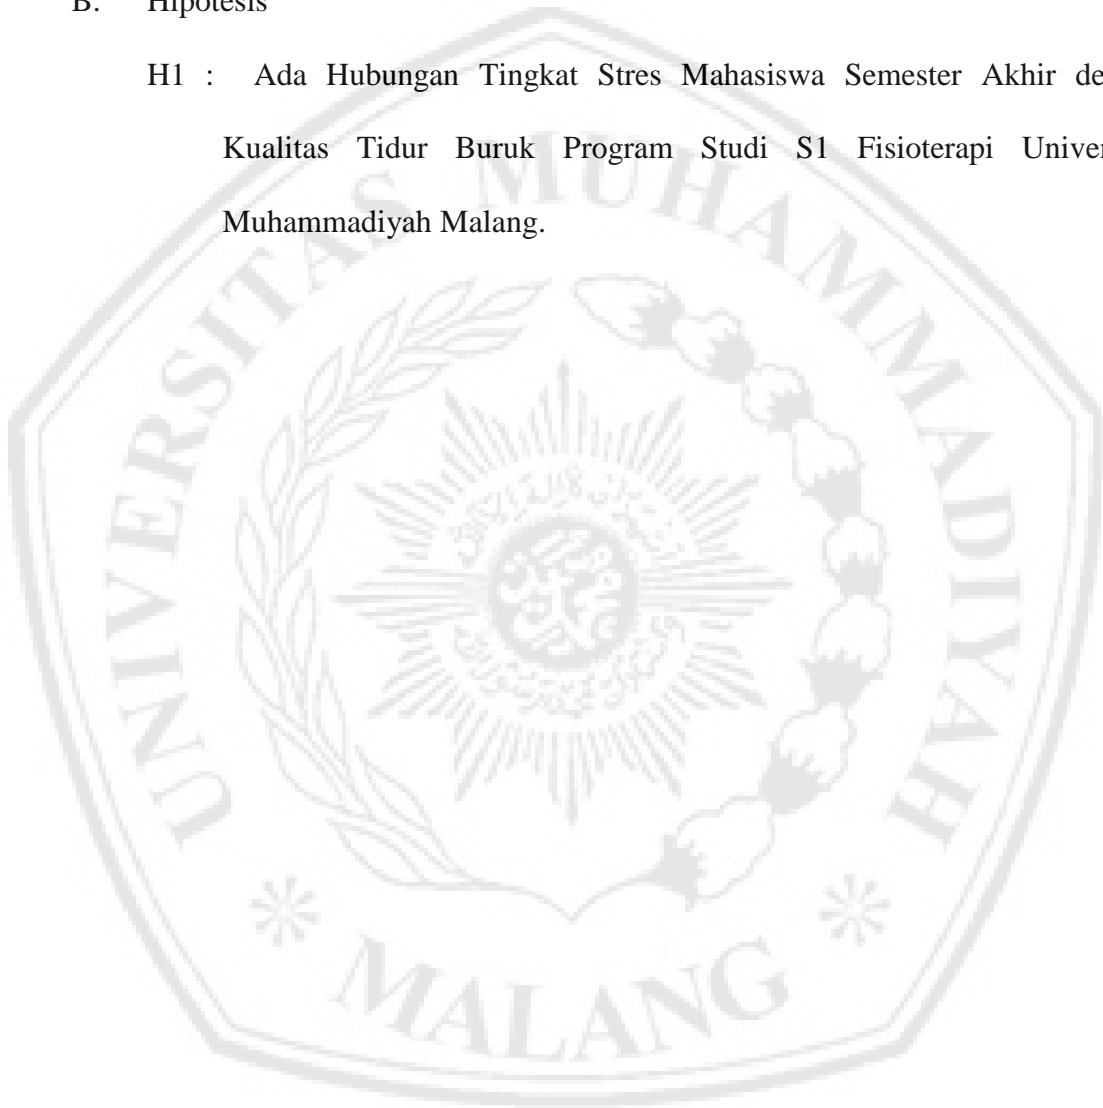 B. Hipotesis
H1 : Ada Hubungan Tingkat Stres Mahasiswa Semester Akhir de
Kualitas Tidur Buruk Program Studi S1 Fisioterapi Univer
Muhammadiyah Malang.
UNIVERSITAS MUHAMMADIYAH
MALANG